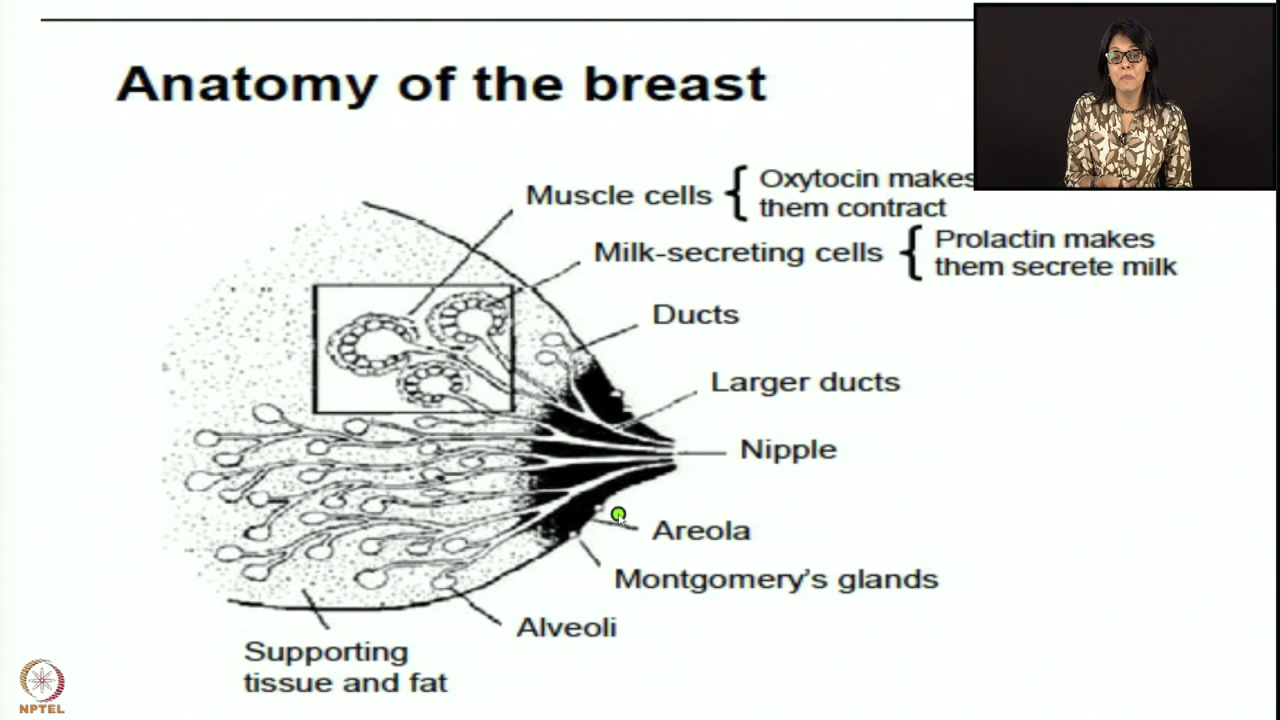 Anatomy of the breast
Muscle cells
Oxytocin makes
them contract
Milk-secreting cells
Prolactin makes
them secrete milk
Ducts
Larger ducts
Nipple
Areola
Montgomery's glands
Alveoli
Supporting
tissue and fat
NPTEL